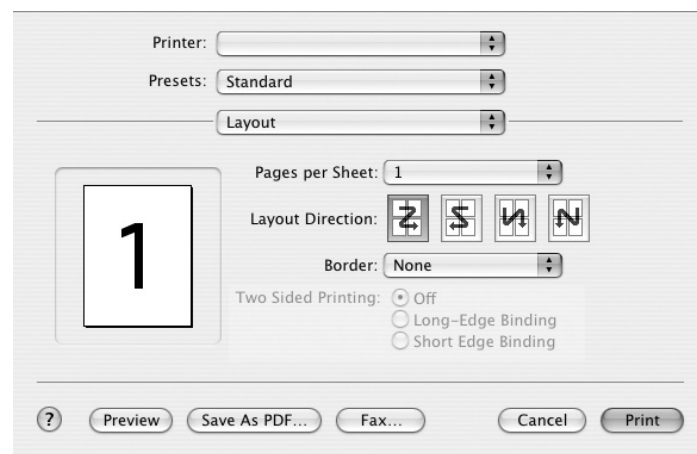 Printer:
Presets: Standard
Layout
Pages per Sheet: 1
Layout Direction:
Border: None
1
Two Sided Printing: Off
Long-Edge Binding
Short Edge Binding
? Preview Save As PDF... Fax... Cancel Print